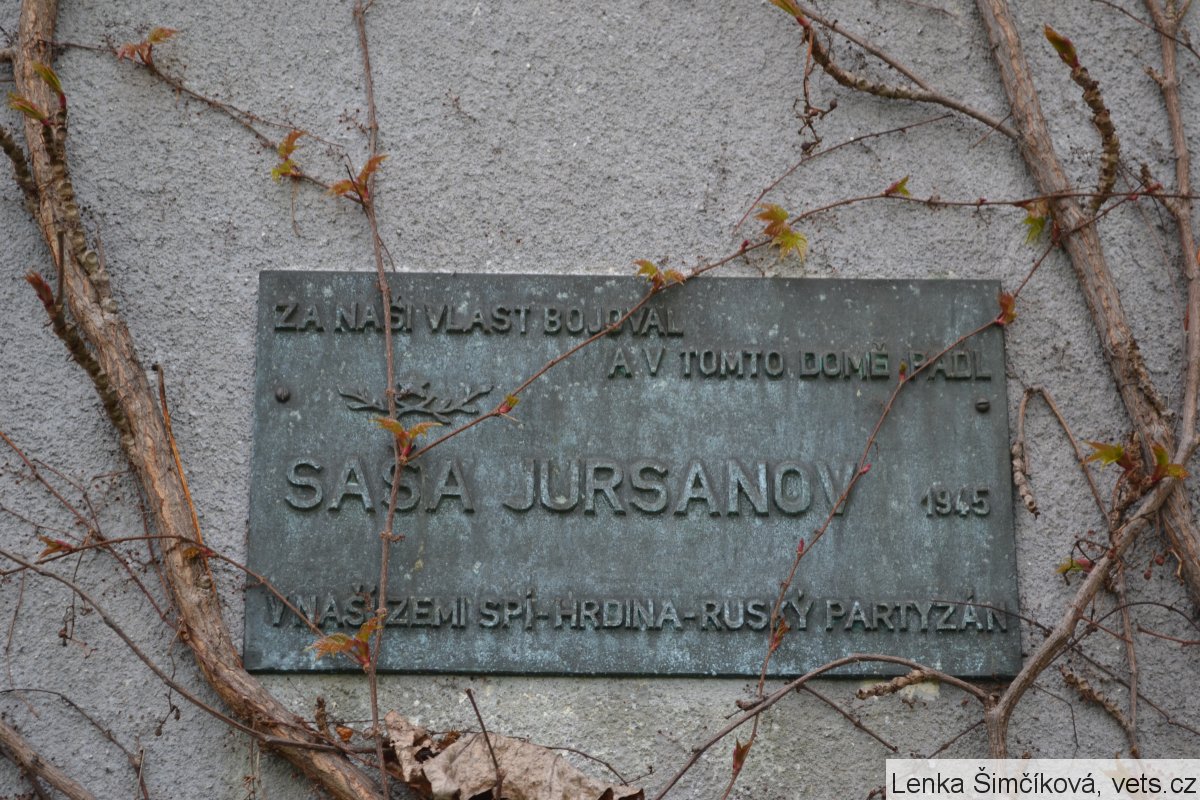 ZA NAŠI VLAST BOJOVAL
A V TOMTO DOMĚ PADL
SAŠA JURSANOV 1945
V NAŠÍ ZEMI SPÍ-HRDINA-RUSKÝ PARTYZÁN
Lenka Šimčíková, vets.cz